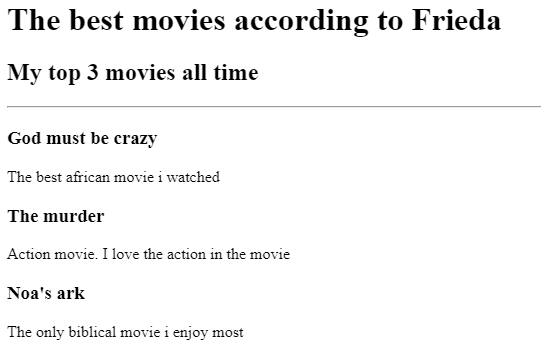 The best movies according to Frieda
My top 3 movies all time
God must be crazy
The best african movie i watched
The murder
Action movie. I love the action in the movie
Noa's ark
The only biblical movie i enjoy most